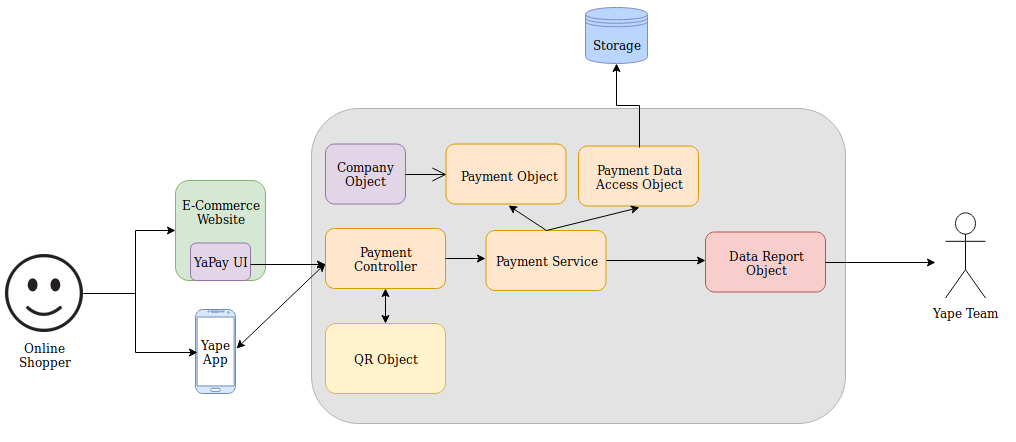 Storage
Company
Object
Payment Object
Payment Data
Access Object
E-Commerce
Website
YaPay UI
Payment
Controller
Payment Service
Data Report
Object
Yape Team
Online
Shopper
Yape
App
QR Object